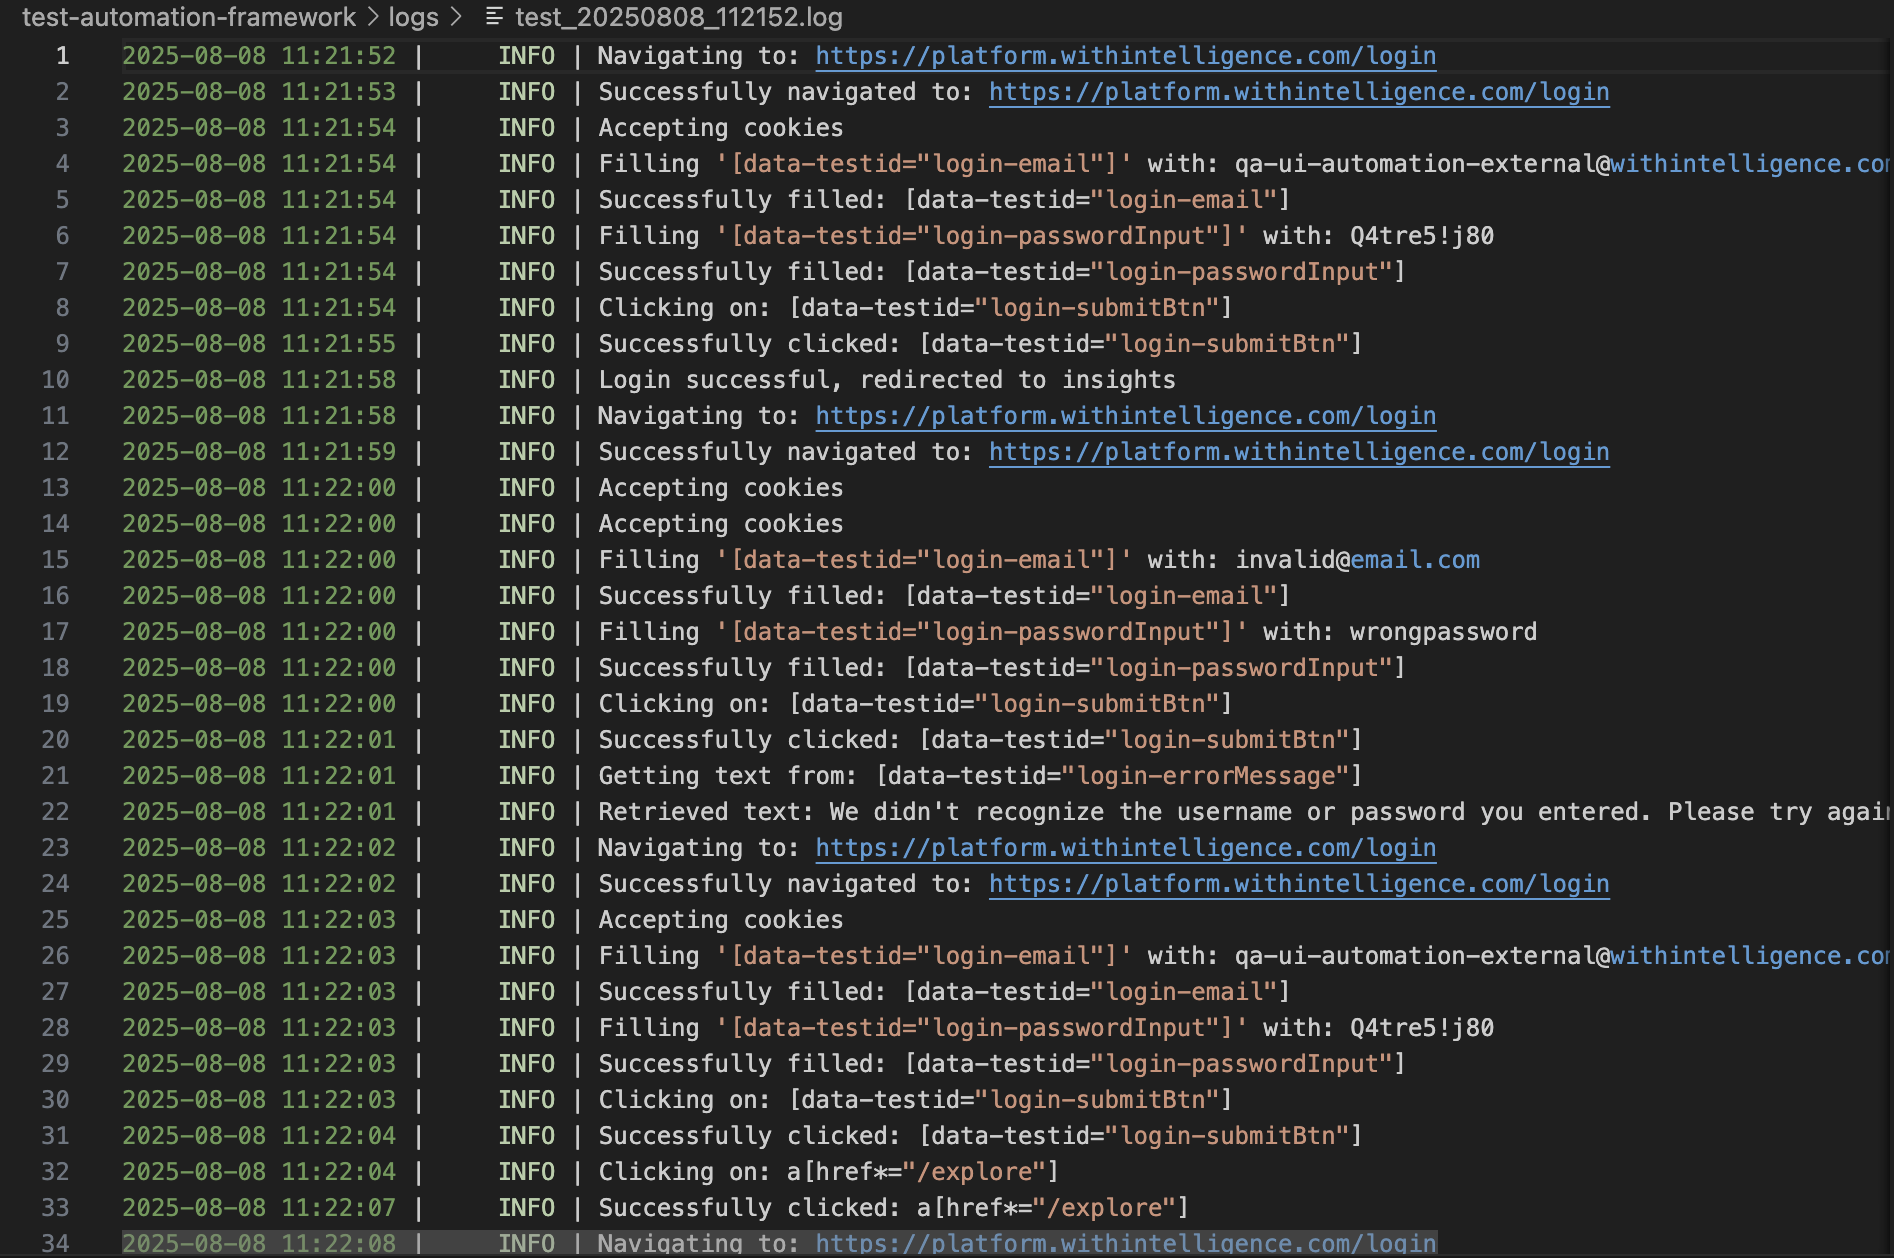 test-automation-framework > logs > test_20250808_112152.log
1 2025-08-08 11:21:52 | INFO | Navigating to: https://platform.withintelligence.com/login
2 2025-08-08 11:21:53 | INFO | Successfully navigated to: https://platform.withintelligence.com/login
3 2025-08-08 11:21:54 | INFO | Accepting cookies
4 2025-08-08 11:21:54 | INFO | Filling '[data-testid="login-email"]' with: qa-ui-automation-external@withintelligence.com
5 2025-08-08 11:21:54 | INFO | Successfully filled: [data-testid="login-email"]
6 2025-08-08 11:21:54 | INFO | Filling '[data-testid="login-passwordInput"]' with: Q4tre5!j80
7 2025-08-08 11:21:54 | INFO | Successfully filled: [data-testid="login-passwordInput"]
8 2025-08-08 11:21:54 | INFO | Clicking on: [data-testid="login-submitBtn"]
9 2025-08-08 11:21:55 | INFO | Successfully clicked: [data-testid="login-submitBtn"]
10 2025-08-08 11:21:58 | INFO | Login successful, redirected to insights
11 2025-08-08 11:21:58 | INFO | Navigating to: https://platform.withintelligence.com/login
12 2025-08-08 11:21:59 | INFO | Successfully navigated to: https://platform.withintelligence.com/login
13 2025-08-08 11:22:00 | INFO | Accepting cookies
14 2025-08-08 11:22:00 | INFO | Accepting cookies
15 2025-08-08 11:22:00 | INFO | Filling '[data-testid="login-email"]' with: invalid@email.com
16 2025-08-08 11:22:00 | INFO | Successfully filled: [data-testid="login-email"]
17 2025-08-08 11:22:00 | INFO | Filling '[data-testid="login-passwordInput"]' with: wrongpassword
18 2025-08-08 11:22:00 | INFO | Successfully filled: [data-testid="login-passwordInput"]
19 2025-08-08 11:22:00 | INFO | Clicking on: [data-testid="login-submitBtn"]
20 2025-08-08 11:22:01 | INFO | Successfully clicked: [data-testid="login-submitBtn"]
21 2025-08-08 11:22:01 | INFO | Getting text from: [data-testid="login-errorMessage"]
22 2025-08-08 11:22:01 | INFO | Retrieved text: We didn't recognize the username or password you entered. Please try again
23 2025-08-08 11:22:02 | INFO | Navigating to: https://platform.withintelligence.com/login
24 2025-08-08 11:22:02 | INFO | Successfully navigated to: https://platform.withintelligence.com/login
25 2025-08-08 11:22:03 | INFO | Accepting cookies
26 2025-08-08 11:22:03 | INFO | Filling '[data-testid="login-email"]' with: qa-ui-automation-external@withintelligence.com
27 2025-08-08 11:22:03 | INFO | Successfully filled: [data-testid="login-email"]
28 2025-08-08 11:22:03 | INFO | Filling '[data-testid="login-passwordInput"]' with: Q4tre5!j80
29 2025-08-08 11:22:03 | INFO | Successfully filled: [data-testid="login-passwordInput"]
30 2025-08-08 11:22:03 | INFO | Clicking on: [data-testid="login-submitBtn"]
31 2025-08-08 11:22:04 | INFO | Successfully clicked: [data-testid="login-submitBtn"]
32 2025-08-08 11:22:04 | INFO | Clicking on: a[href*="/explore"]
33 2025-08-08 11:22:07 | INFO | Successfully clicked: a[href*="/explore"]
34 2025-08-08 11:22:08 | INFO | Navigating to: https://platform.withintelligence.com/login